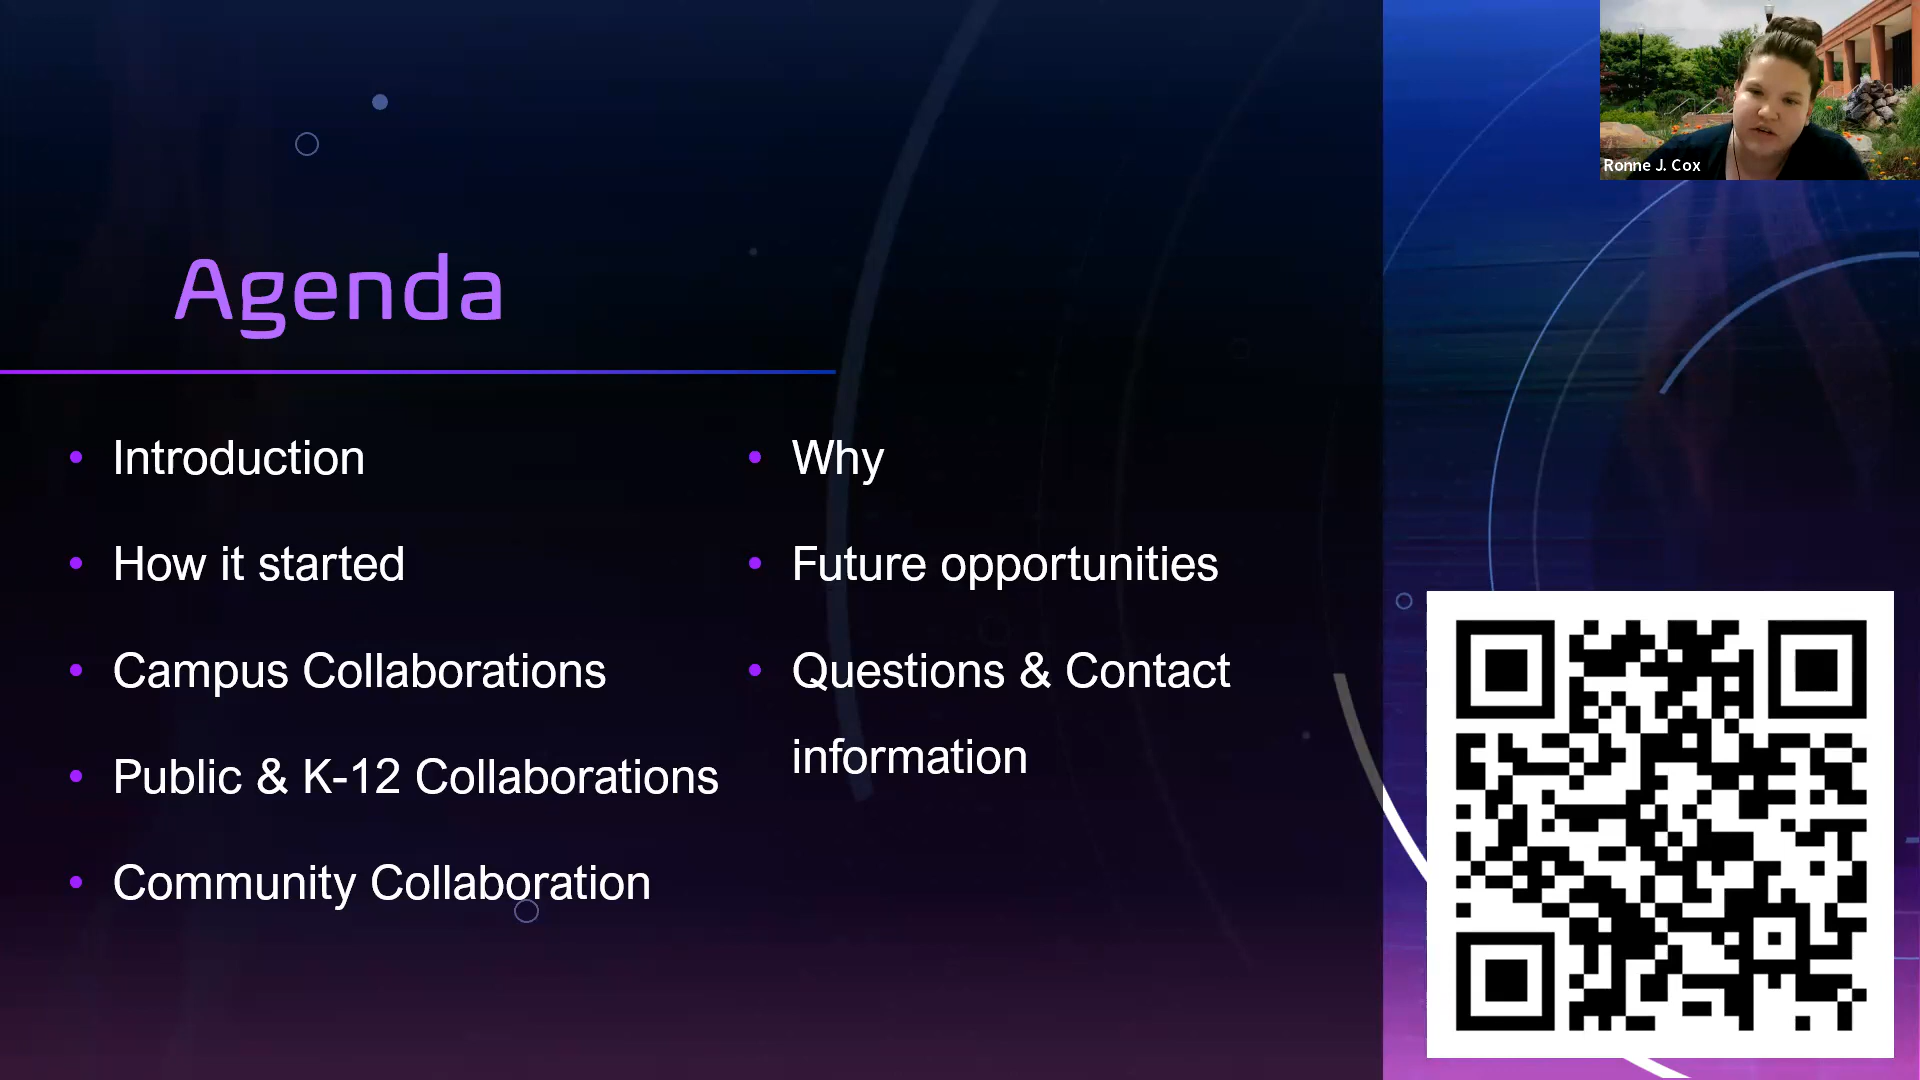 Ronne J. Cox
Agenda
Introduction
How it started
Campus Collaborations
Public & K-12 Collaborations
Community Collaboration
Why
Future opportunities
Questions & Contact
information